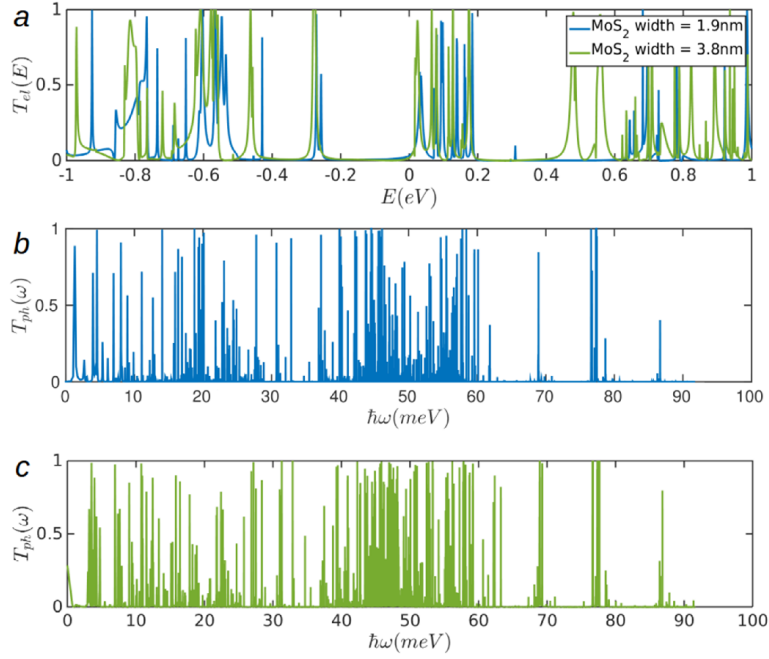 a
T_el(E)
1
0.5
0
MoS₂ width = 1.9nm
MoS₂ width = 3.8nm
-1 -0.8 -0.6 -0.4 -0.2 0 0.2 0.4 0.6 0.8 1
E(eV)
b
T_ph(ω)
1
0.5
0
0 10 20 30 40 50 60 70 80 90 100
ħω(meV)
c
T_ph(ω)
1
0.5
0
0 10 20 30 40 50 60 70 80 90 100
ħω(meV)